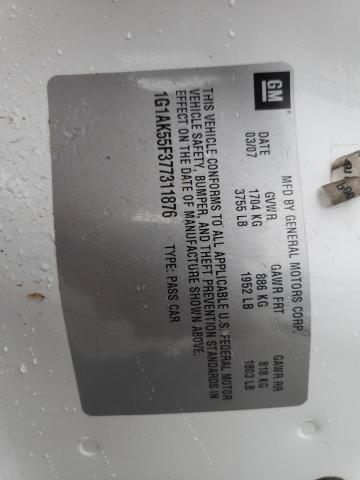 GM
MFD BY GENERAL MOTORS CORP.
DATE GVWR GAWR FRT GAWR RR
03/07 1704 KG 886 KG 818 KG
3755 LB 1952 LB 1803 LB
THIS VEHICLE CONFORMS TO ALL APPLICABLE U.S. FEDERAL MOTOR
VEHICLE SAFETY, BUMPER, AND THEFT PREVENTION STANDARDS IN
EFFECT ON THE DATE OF MANUFACTURE SHOWN ABOVE.
1G1AK55F377311876 TYPE: PASS CAR